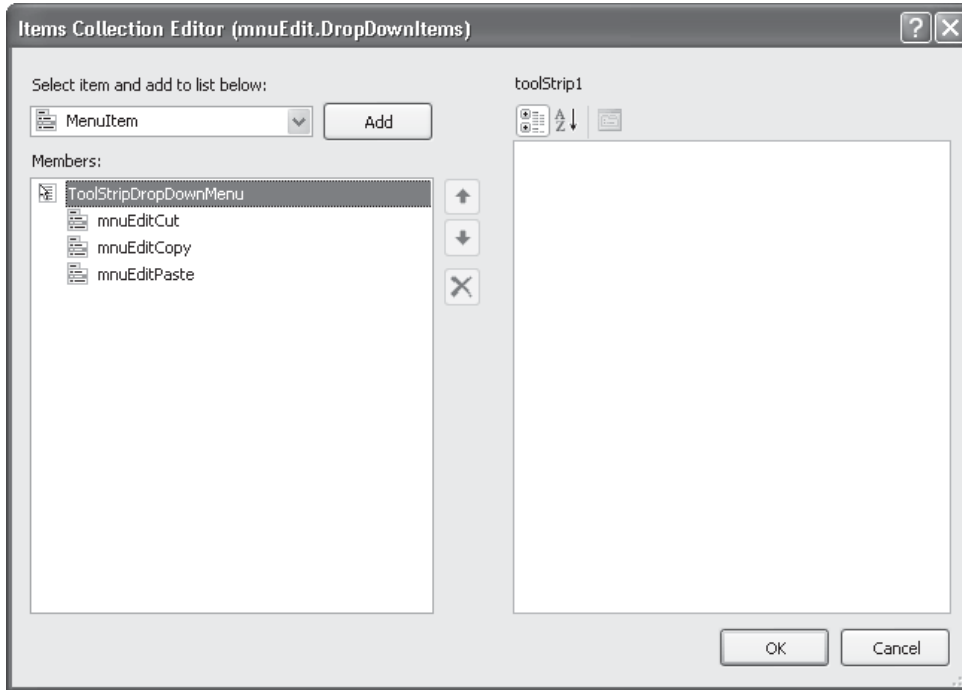 Items Collection Editor (mnuEdit.DropDownItems)
Select item and add to list below:
MenuItem
Add
Members:
ToolStripDropDownMenu
mnuEditCut
mnuEditCopy
mnuEditPaste
toolStrip1
A
Z
OK
Cancel